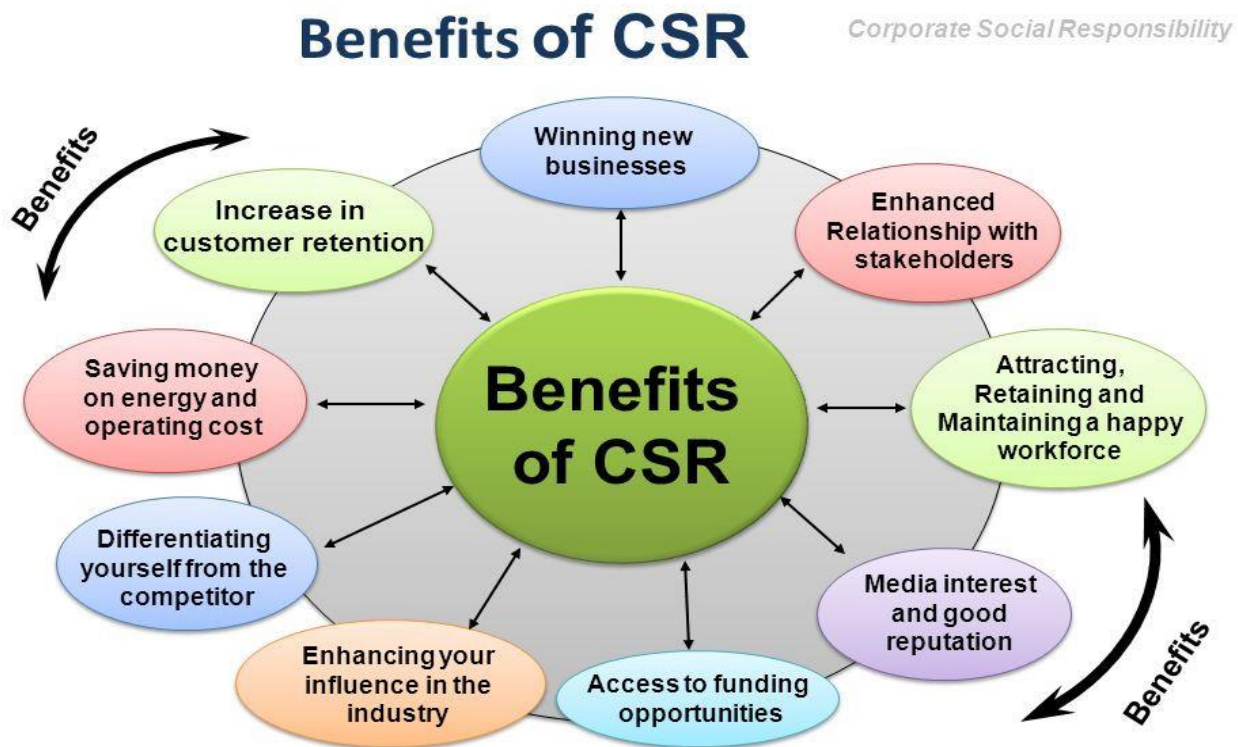 Benefits of CSR
Corporate Social Responsibility
Benefits
Winning new
businesses
Enhanced
Relationship with
stakeholders
Attracting,
Retaining and
Maintaining a happy
workforce
Media interest
and good
reputation
Access to funding
opportunities
Enhancing your
influence in the
industry
Differentiating
yourself from the
competitor
Saving money
on energy and
operating cost
Increase in
customer retention
Benefits
of CSR
Benefits